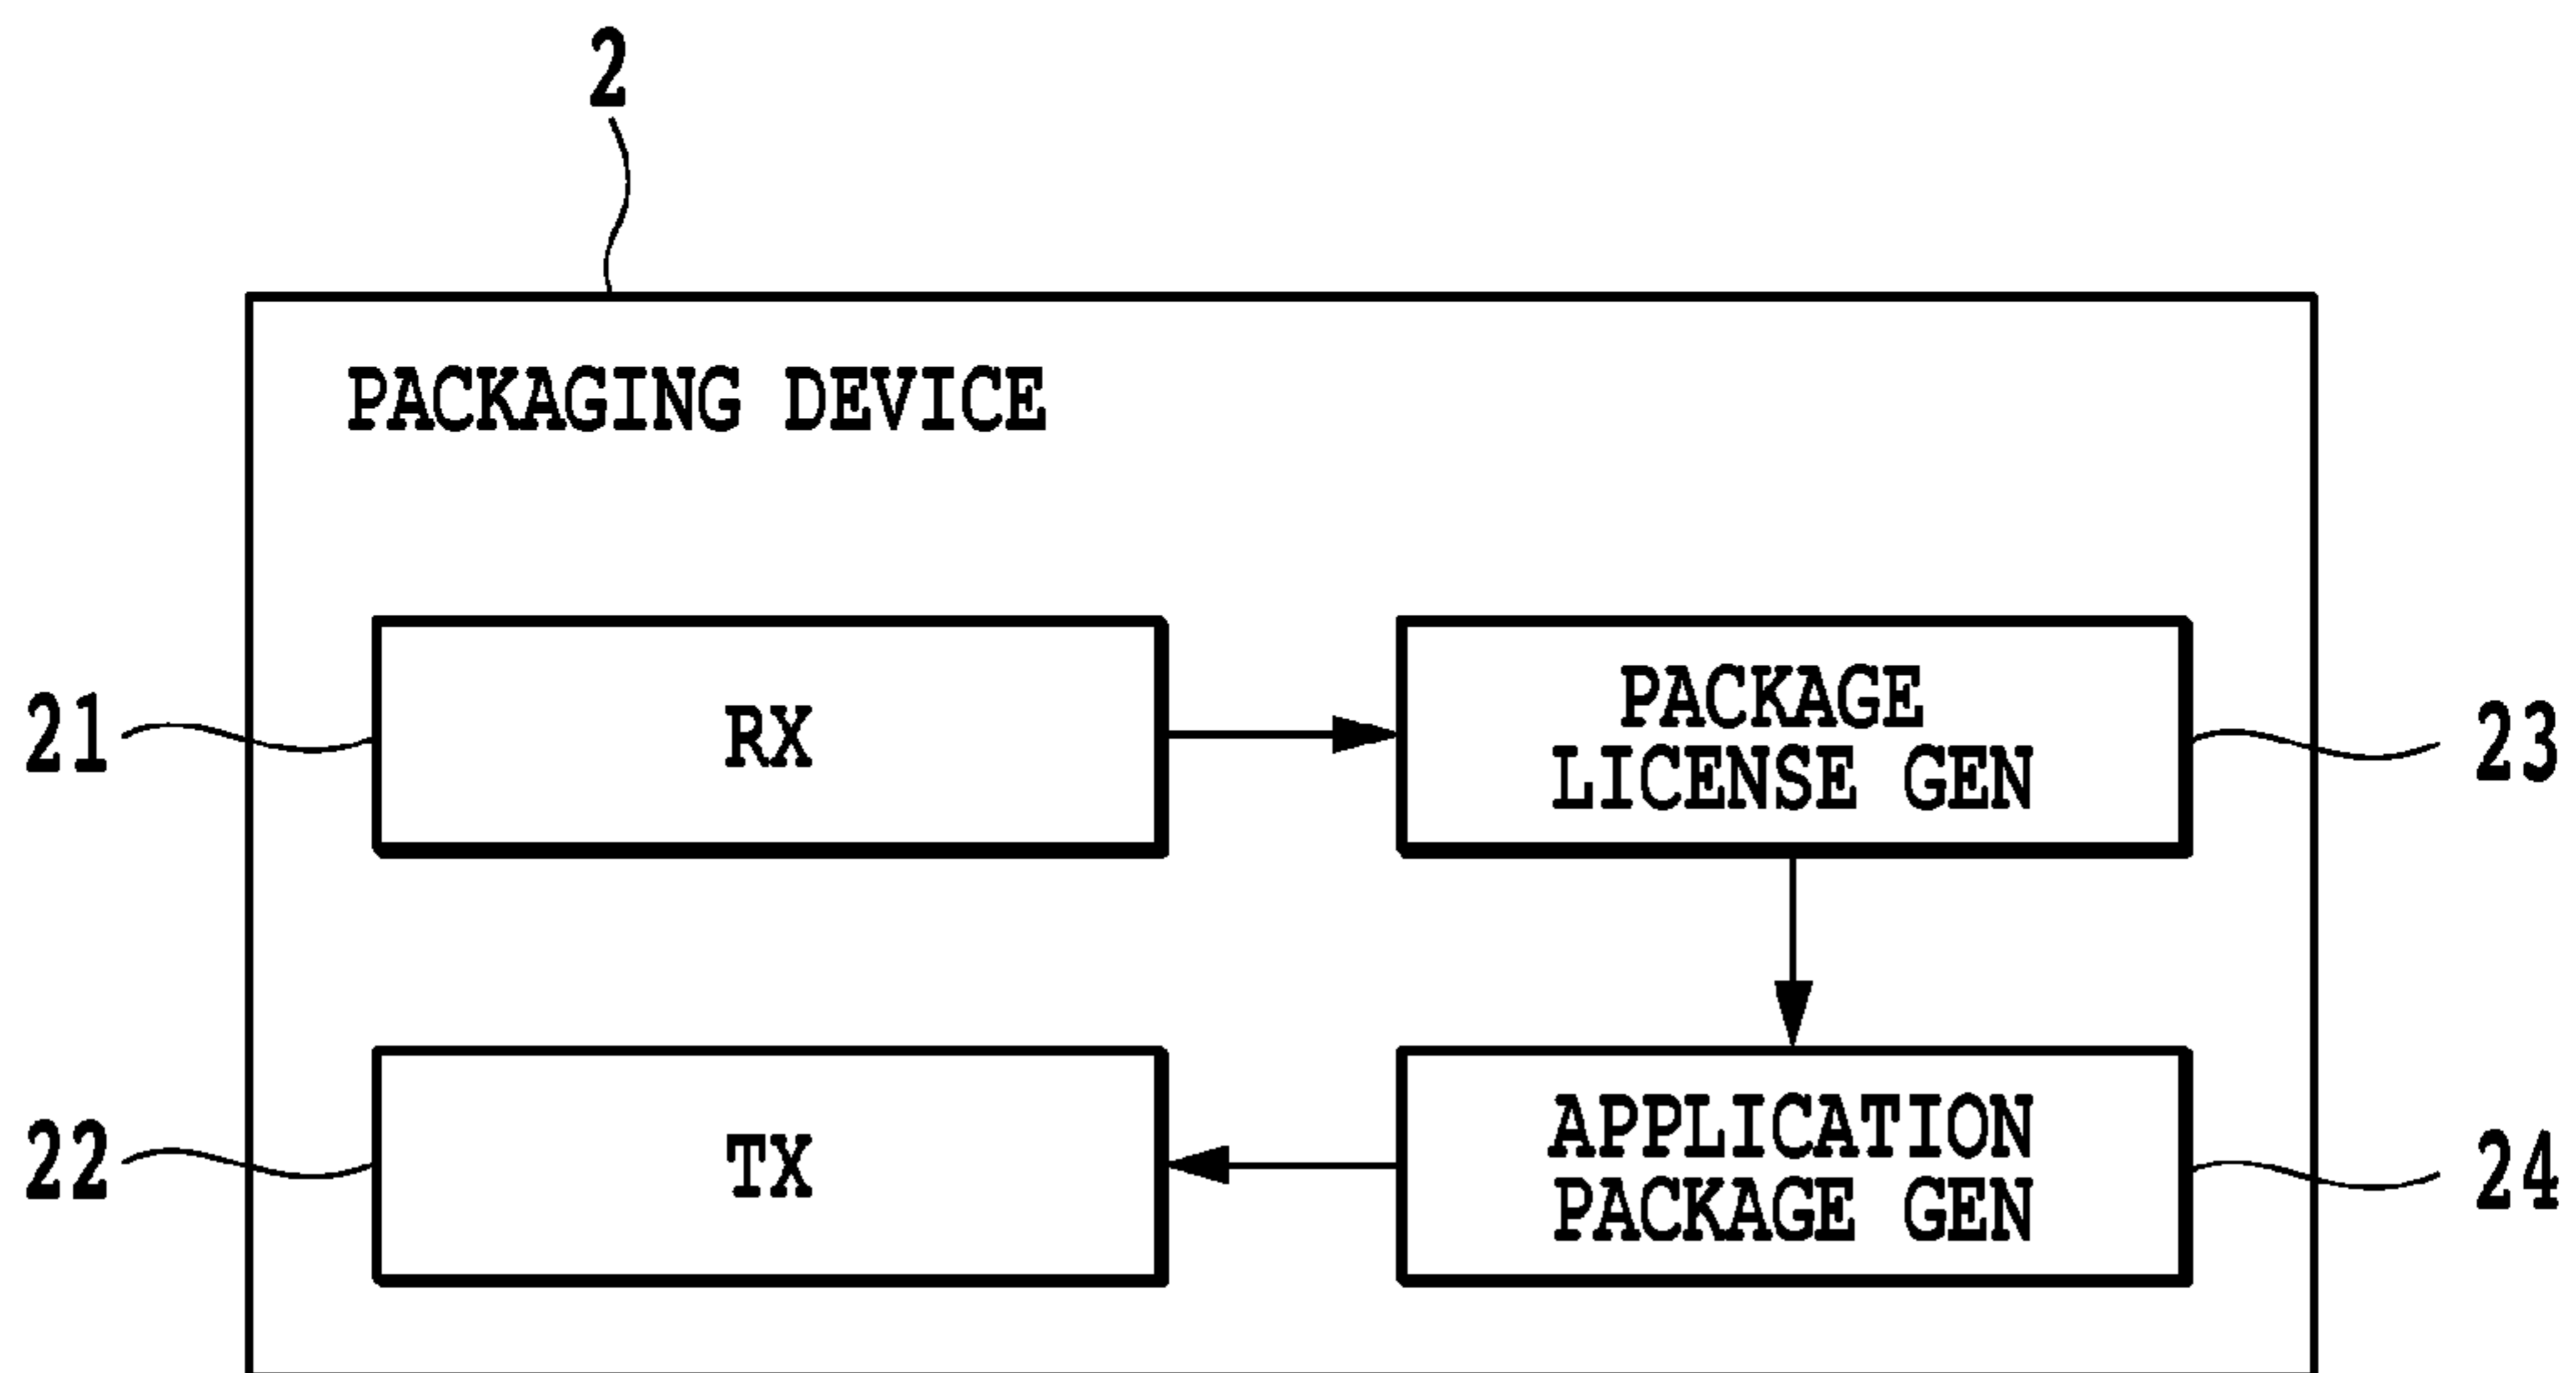 2
PACKAGING DEVICE
21
RX
PACKAGE
LICENSE GEN
23
22
TX
APPLICATION
PACKAGE GEN
24